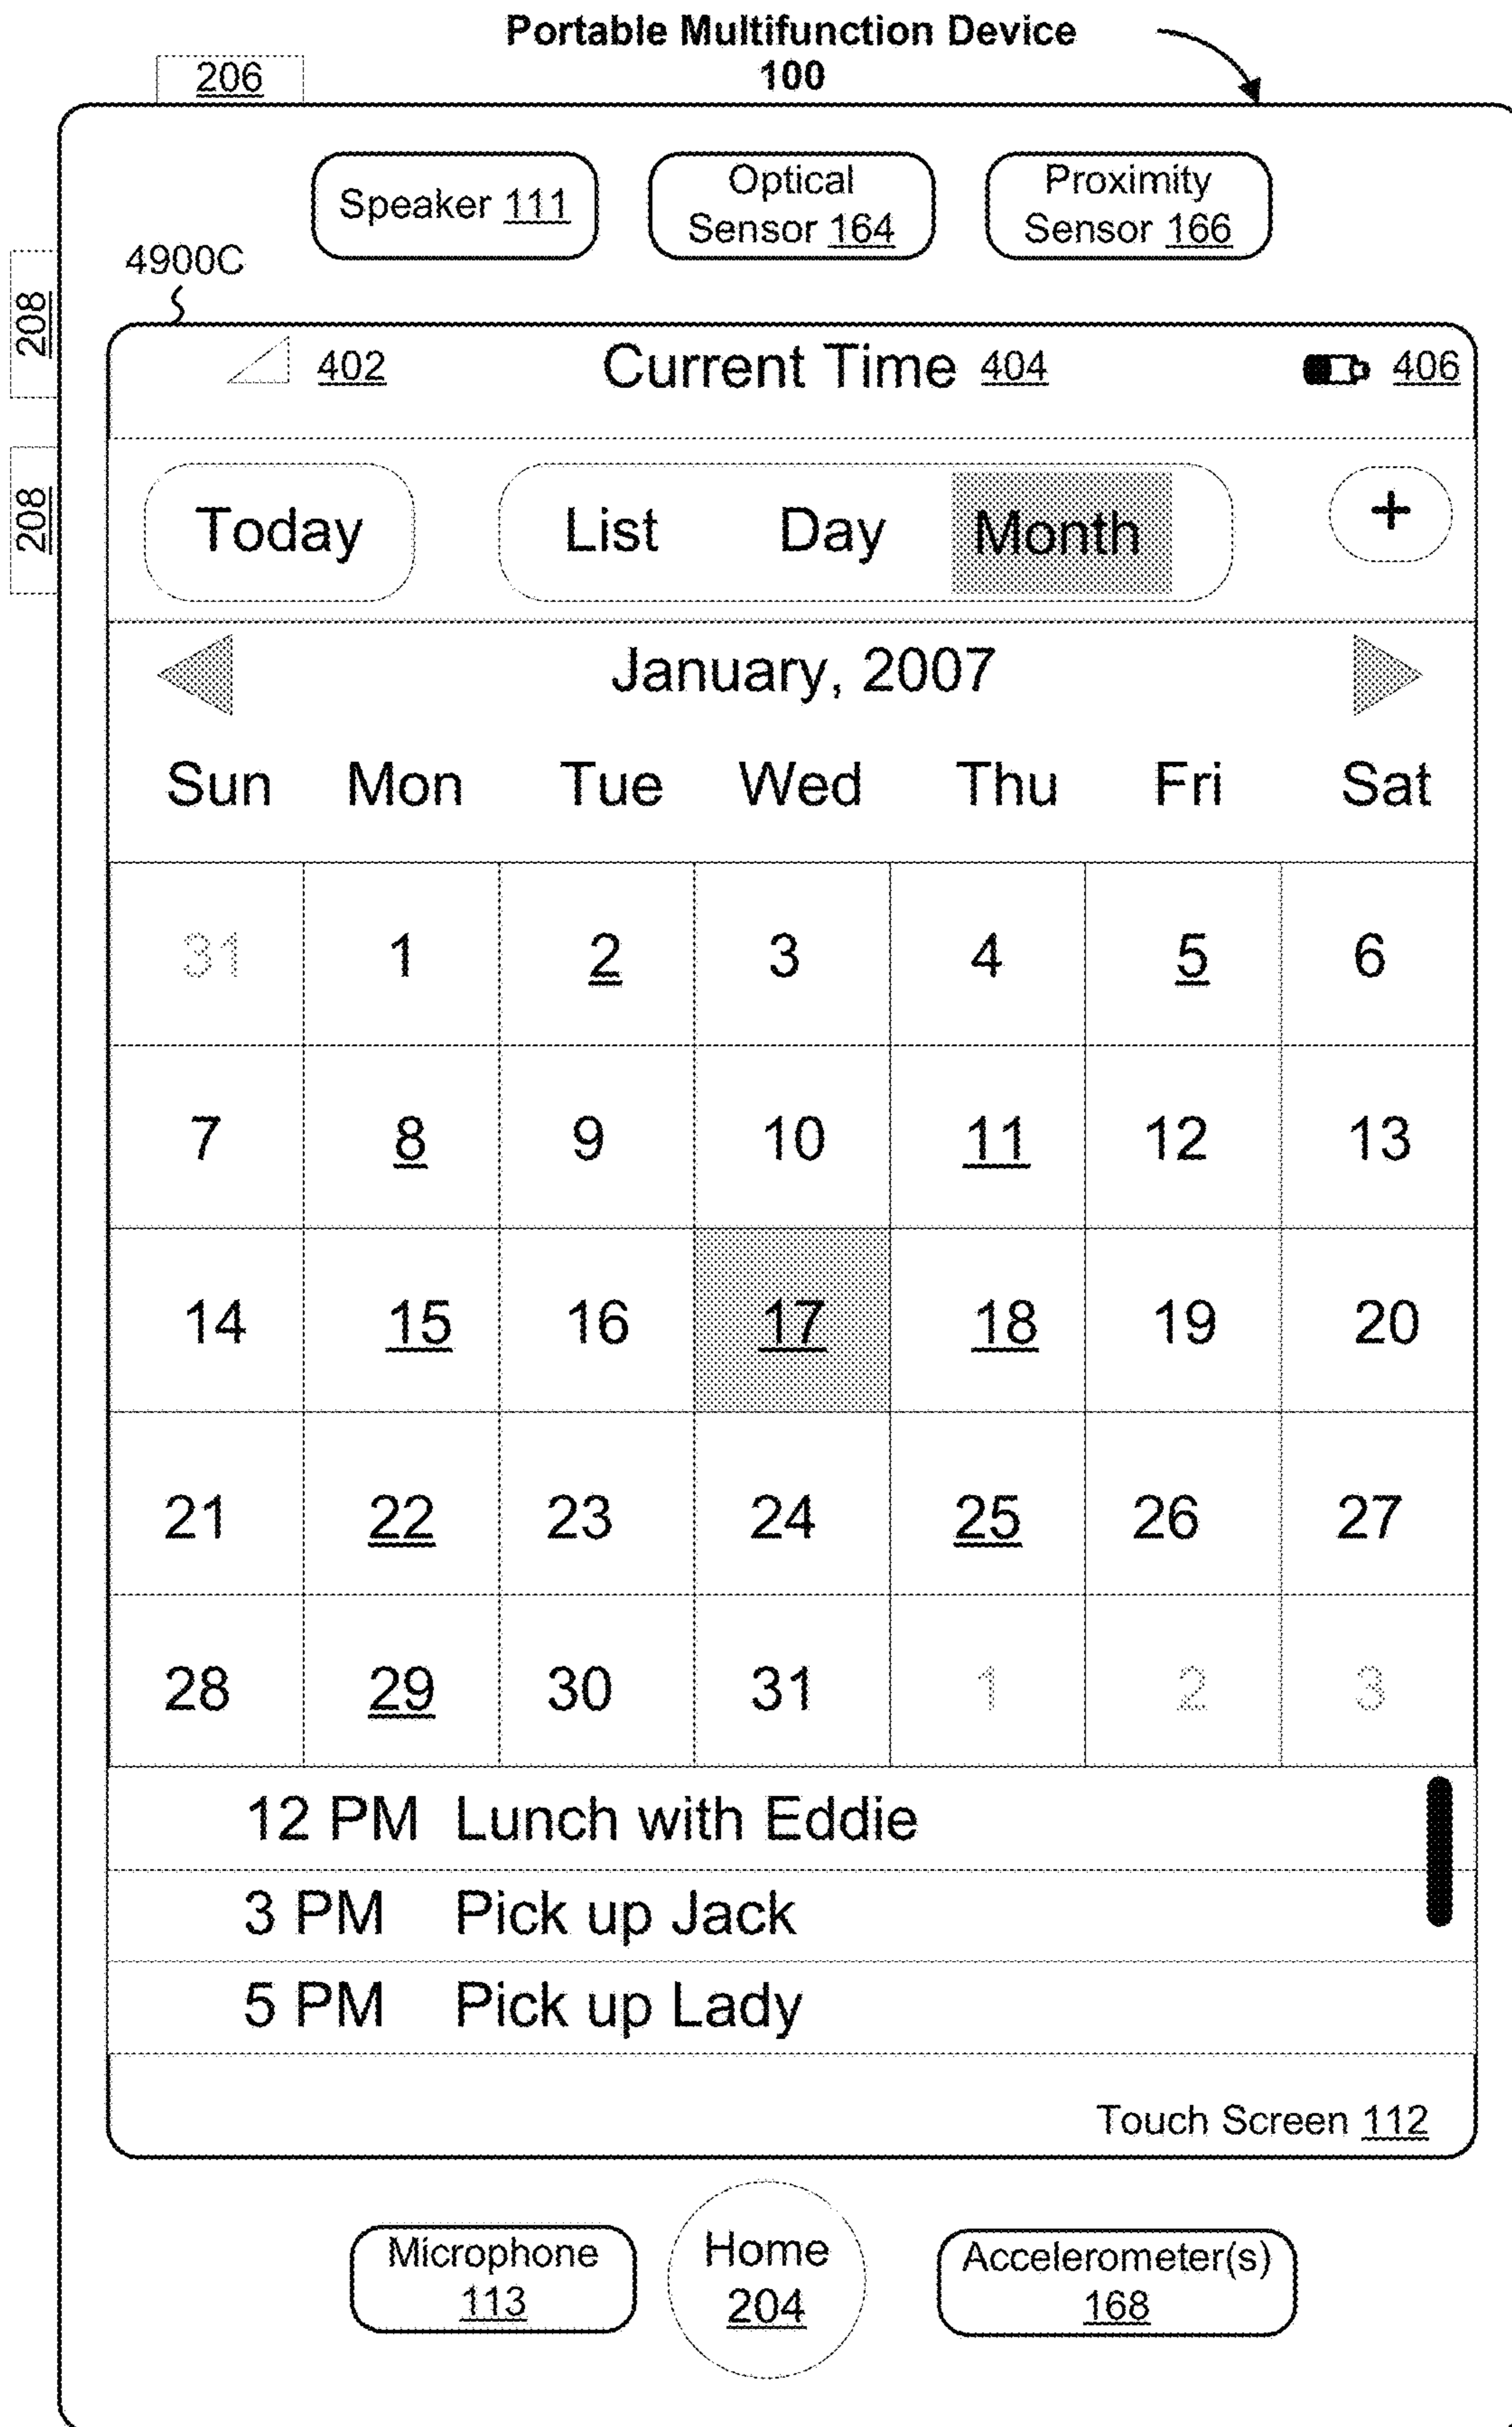 Portable Multifunction Device
100
206
Speaker 111
Optical
Sensor 164
Proximity
Sensor 166
4900C
208
208
402
Current Time 404
406
Today
List Day Month
+
January, 2007
Sun Mon Tue Wed Thu Fri Sat
31 1 2 3 4 5 6
7 8 9 10 11 12 13
14 15 16 17 18 19 20
21 22 23 24 25 26 27
28 29 30 31 1 2 3
12 PM Lunch with Eddie
3 PM Pick up Jack
5 PM Pick up Lady
Touch Screen 112
Microphone
113
Home
204
Accelerometer(s)
168